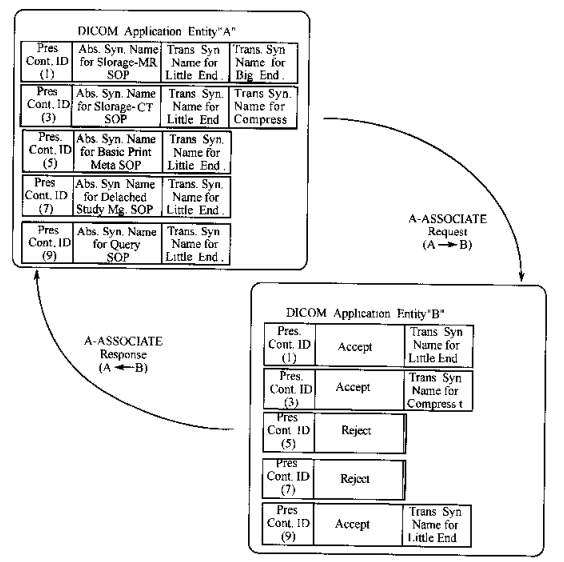 DICOM Application Entity"A"
Pres Cont. ID (1)
Abs. Syn. Name for Slorage-MR SOP
Trans Syn Name for Little End .
Trans. Syn Name for Big End .
Pres Cont. ID (3)
Abs. Syn. Name for Slorage-CT SOP
Trans Syn. Name for Little End
Trans Syn. Name for Compress
Pres. Cont. ID (5)
Abs. Syn. Name for Basic Print Meta SOP
Trans. Syn. Name for Little End .
Pres Cont. ID (7)
Abs. Syn Name for Delached Study Mg. SOP
Trans. Syn. Name for Little End .
Pres Cont. ID (9)
Abs. Syn. Name for Query SOP
Trans. Syn Name for Little End .
A-ASSOCIATE
Request
(A → B)
A-ASSOCIATE
Response
(A ← B)
DICOM Application Entity"B"
Pres. Cont. ID (1)
Accept
Trans Syn Name for Little End
Pres. Cont. ID (3)
Accept
Trans Syn Name for Compress t
Pres Cont ID (5)
Reject
Pres Cont. ID (7)
Reject
Pres Cont. ID (9)
Accept
Trans Syn Name for Little End